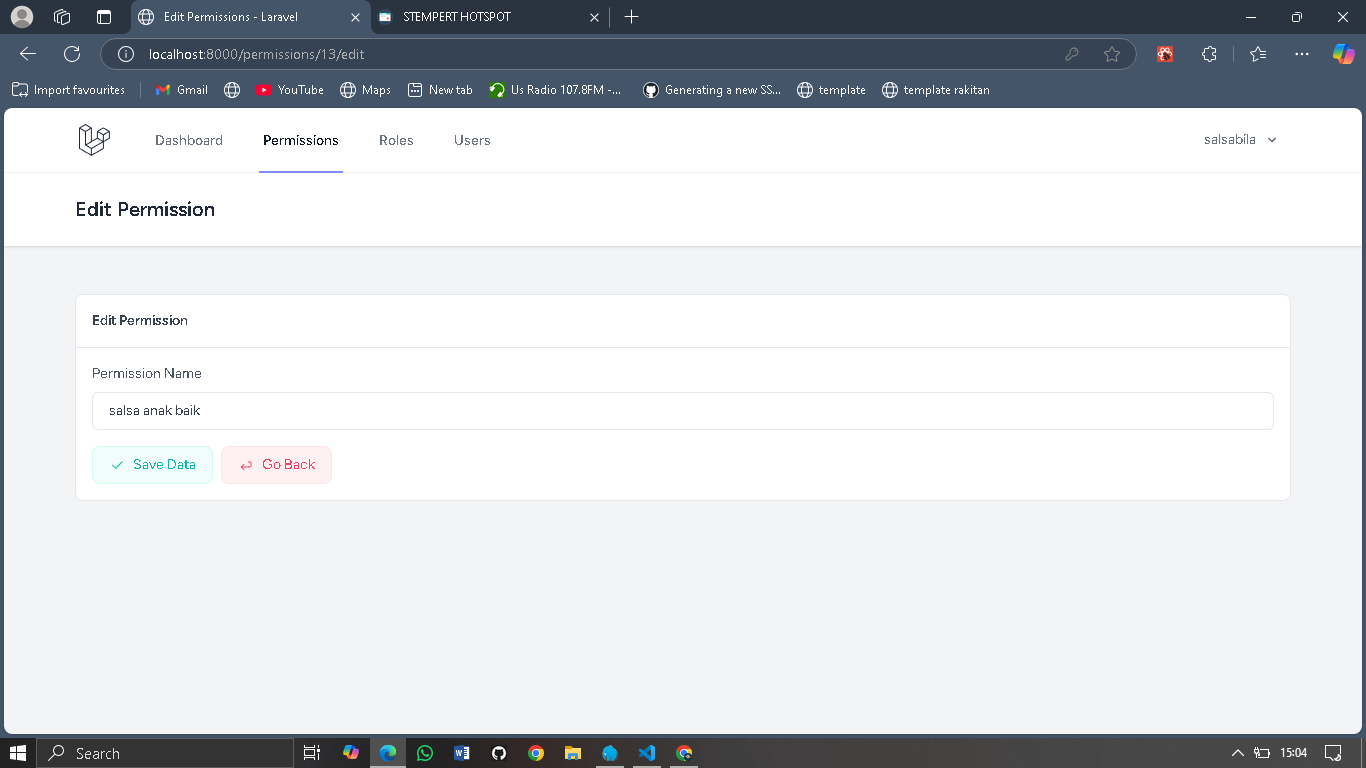 Edit Permissions - Laravel
STEMPERT HOTSPOT
localhost:8000/permissions/13/edit
Import favourites
Gmail
YouTube
Maps
New tab
Us Radio 107.8FM -...
Generating a new SS...
template
template rakitan
Dashboard
Permissions
Roles
Users
salsabila
Edit Permission
Edit Permission
Permission Name
salsa anak baik
Save Data
Go Back
Search
15:04